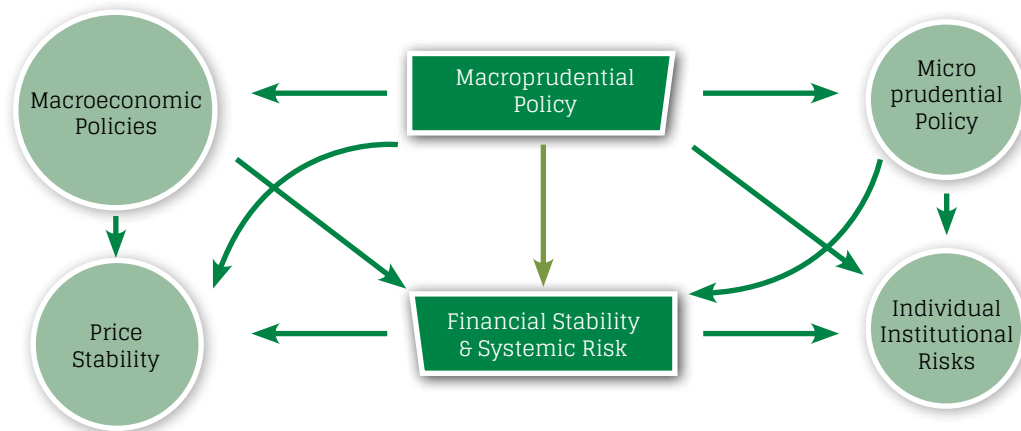 Macroeconomic
Policies
Macroprudential
Policy
Micro
prudential
Policy
Price
Stability
Financial Stability
& Systemic Risk
Individual
Institutional
Risks